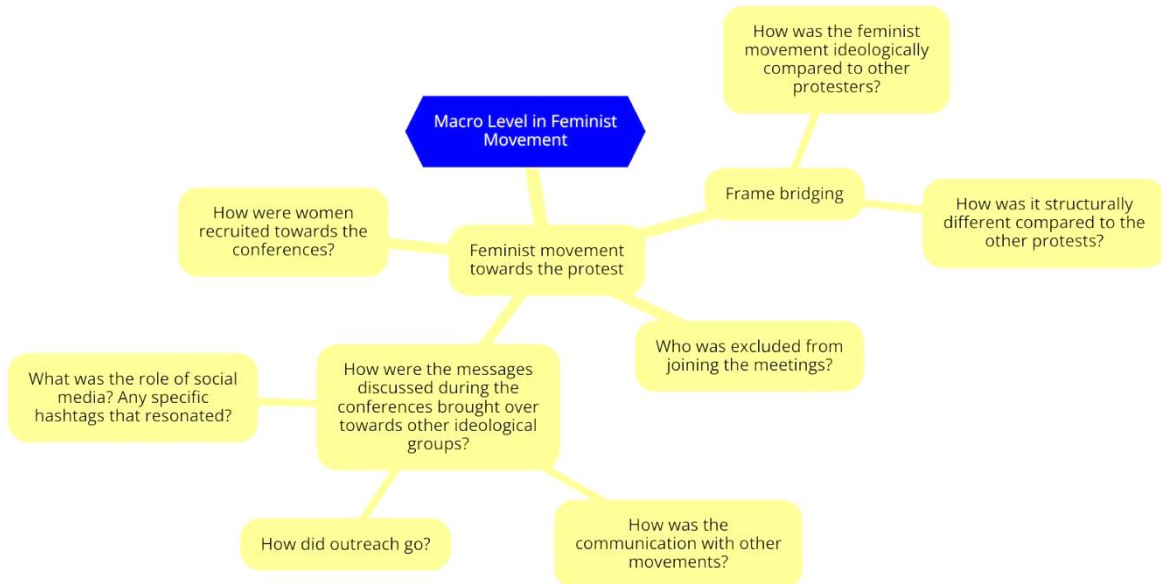 How was the feminist
movement ideologically
compared to other
protesters?
Macro Level in Feminist
Movement
Frame bridging
How was it structurally
different compared to the
other protests?
How were women
recruited towards the
conferences?
Feminist movement
towards the protest
Who was excluded from
joining the meetings?
How were the messages
discussed during the
conferences brought over
towards other ideological
groups?
What was the role of social
media? Any specific
hashtags that resonated?
How did outreach go?
How was the
communication with other
movements?